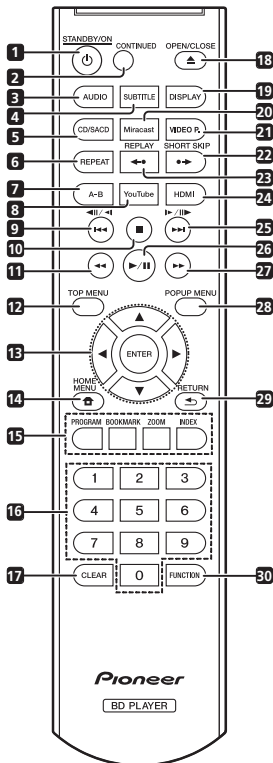 STANDBY/ON
CONTINUED
OPEN/CLOSE
1
2
18
AUDIO
SUBTITLE
DISPLAY
3
4
19
20
CD/SACD
Miracast
VIDEO P.
5
21
REPLAY
SHORT SKIP
REPEAT
6
22
23
A-B
YouTube
HDMI
7
8
24
9
25
10
26
11
27
TOP MENU
POPUP MENU
12
28
13
ENTER
HOME
MENU
RETURN
14
29
PROGRAM
BOOKMARK
ZOOM
INDEX
15
1
2
3
4
5
6
16
7
8
9
CLEAR
0
FUNCTION
17
30
Pioneer
BD PLAYER